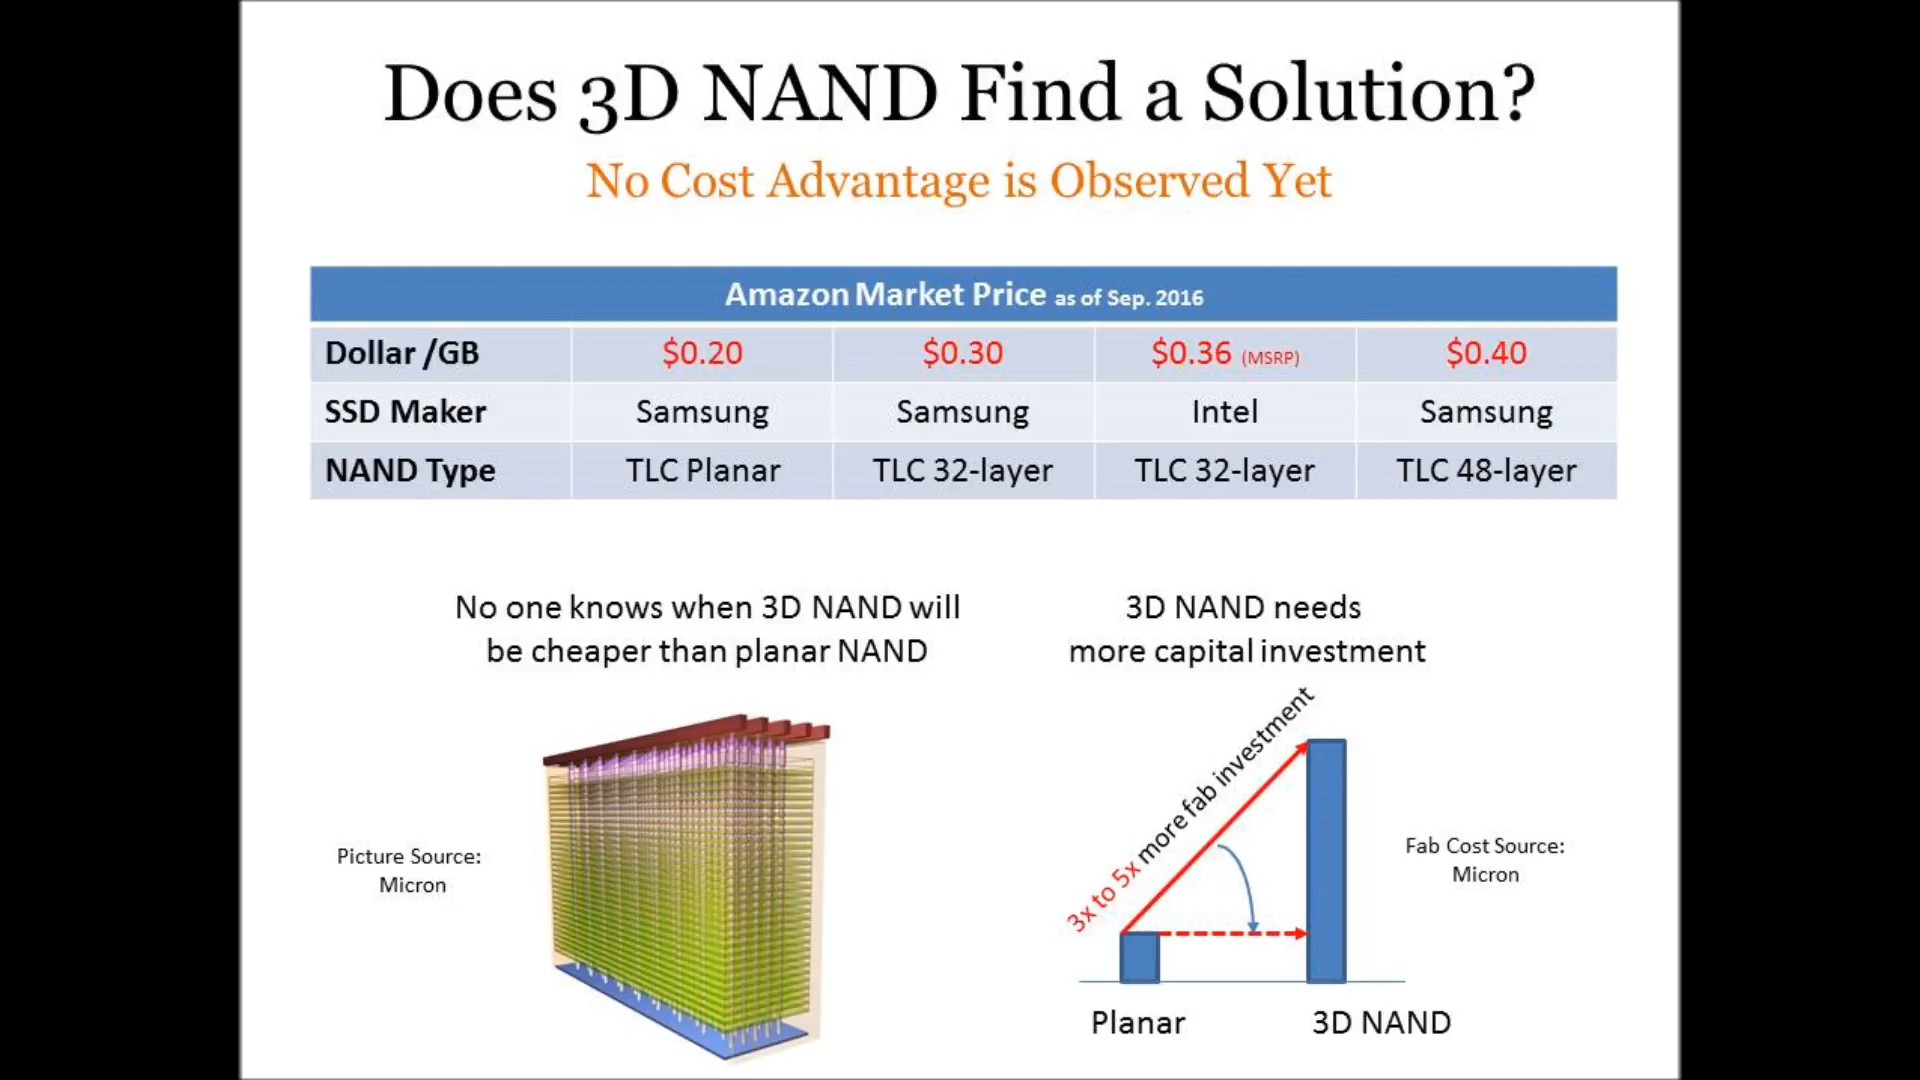 Does 3D NAND Find a Solution?
No Cost Advantage is Observed Yet
Amazon Market Price as of Sep. 2016
Dollar /GB $0.20 $0.30 $0.36 (MSRP) $0.40
SSD Maker Samsung Samsung Intel Samsung
NAND Type TLC Planar TLC 32-layer TLC 32-layer TLC 48-layer
No one knows when 3D NAND will
be cheaper than planar NAND
Picture Source:
Micron
3D NAND needs
more capital investment
3x to 5x more fab investment
Fab Cost Source:
Micron
Planar 3D NAND